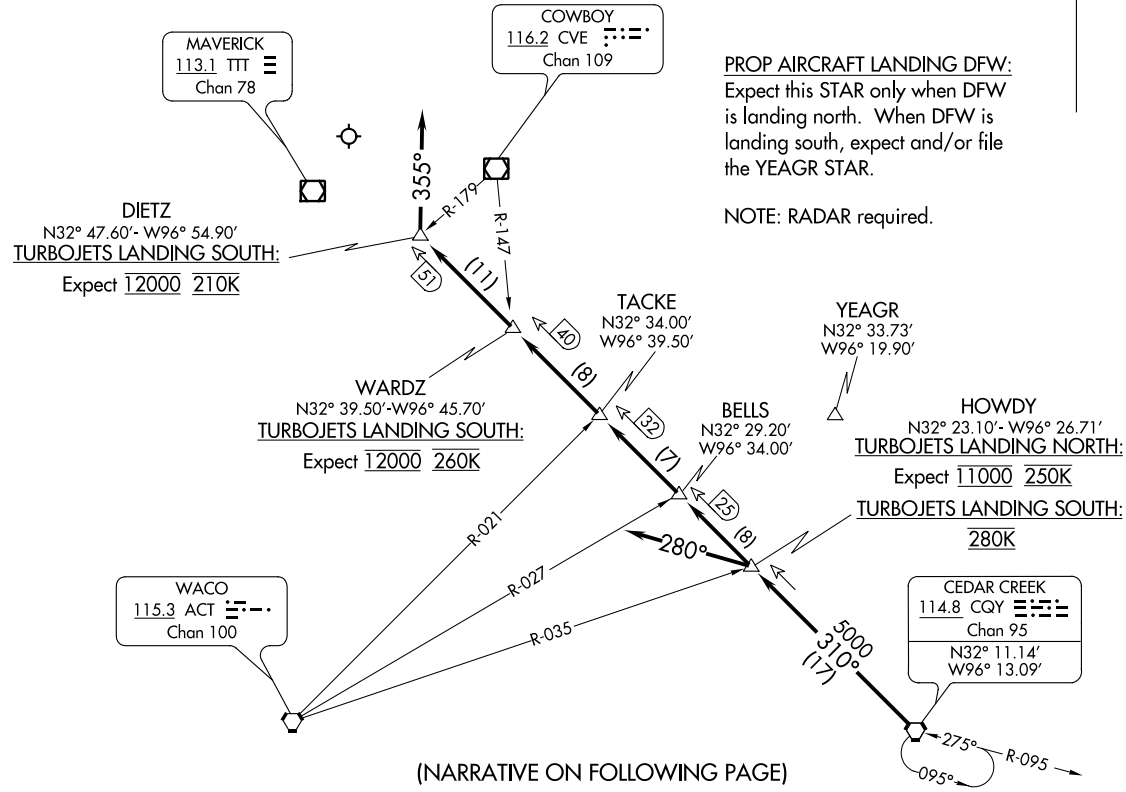 COWBOY
116.2 CVE
Chan 109
MAVERICK
113.1 TTT
Chan 78
PROP AIRCRAFT LANDING DFW:
Expect this STAR only when DFW
is landing north. When DFW is
landing south, expect and/or file
the YEAGR STAR.
NOTE: RADAR required.
355°
R-179
R-147
DIETZ
N32° 47.60′- W96° 54.90′
TURBOJETS LANDING SOUTH:
Expect 12000 210K
51
(11)
TACKE
N32° 34.00′
W96° 39.50′
YEAGR
N32° 33.73′
W96° 19.90′
40
(8)
WARDZ
N32° 39.50′-W96° 45.70′
TURBOJETS LANDING SOUTH:
Expect 12000 260K
BELLS
N32° 29.20′
W96° 34.00′
HOWDY
N32° 23.10′- W96° 26.71′
TURBOJETS LANDING NORTH:
Expect 11000 250K
TURBOJETS LANDING SOUTH:
280K
32
(7)
25
(8)
280°
R-021
R-027
R-035
WACO
115.3 ACT
Chan 100
CEDAR CREEK
114.8 CQY
Chan 95
N32° 11.14′
W96° 13.09′
5000
310°
(17)
275°
R-095
095°
(NARRATIVE ON FOLLOWING PAGE)